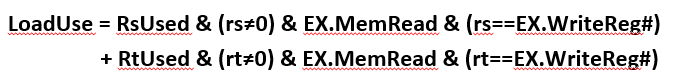 LoadUse = RsUsed & (rs≠0) & EX.MemRead & (rs==EX.WriteReg#)
+ RtUsed & (rt≠0) & EX.MemRead & (rt==EX.WriteReg#)